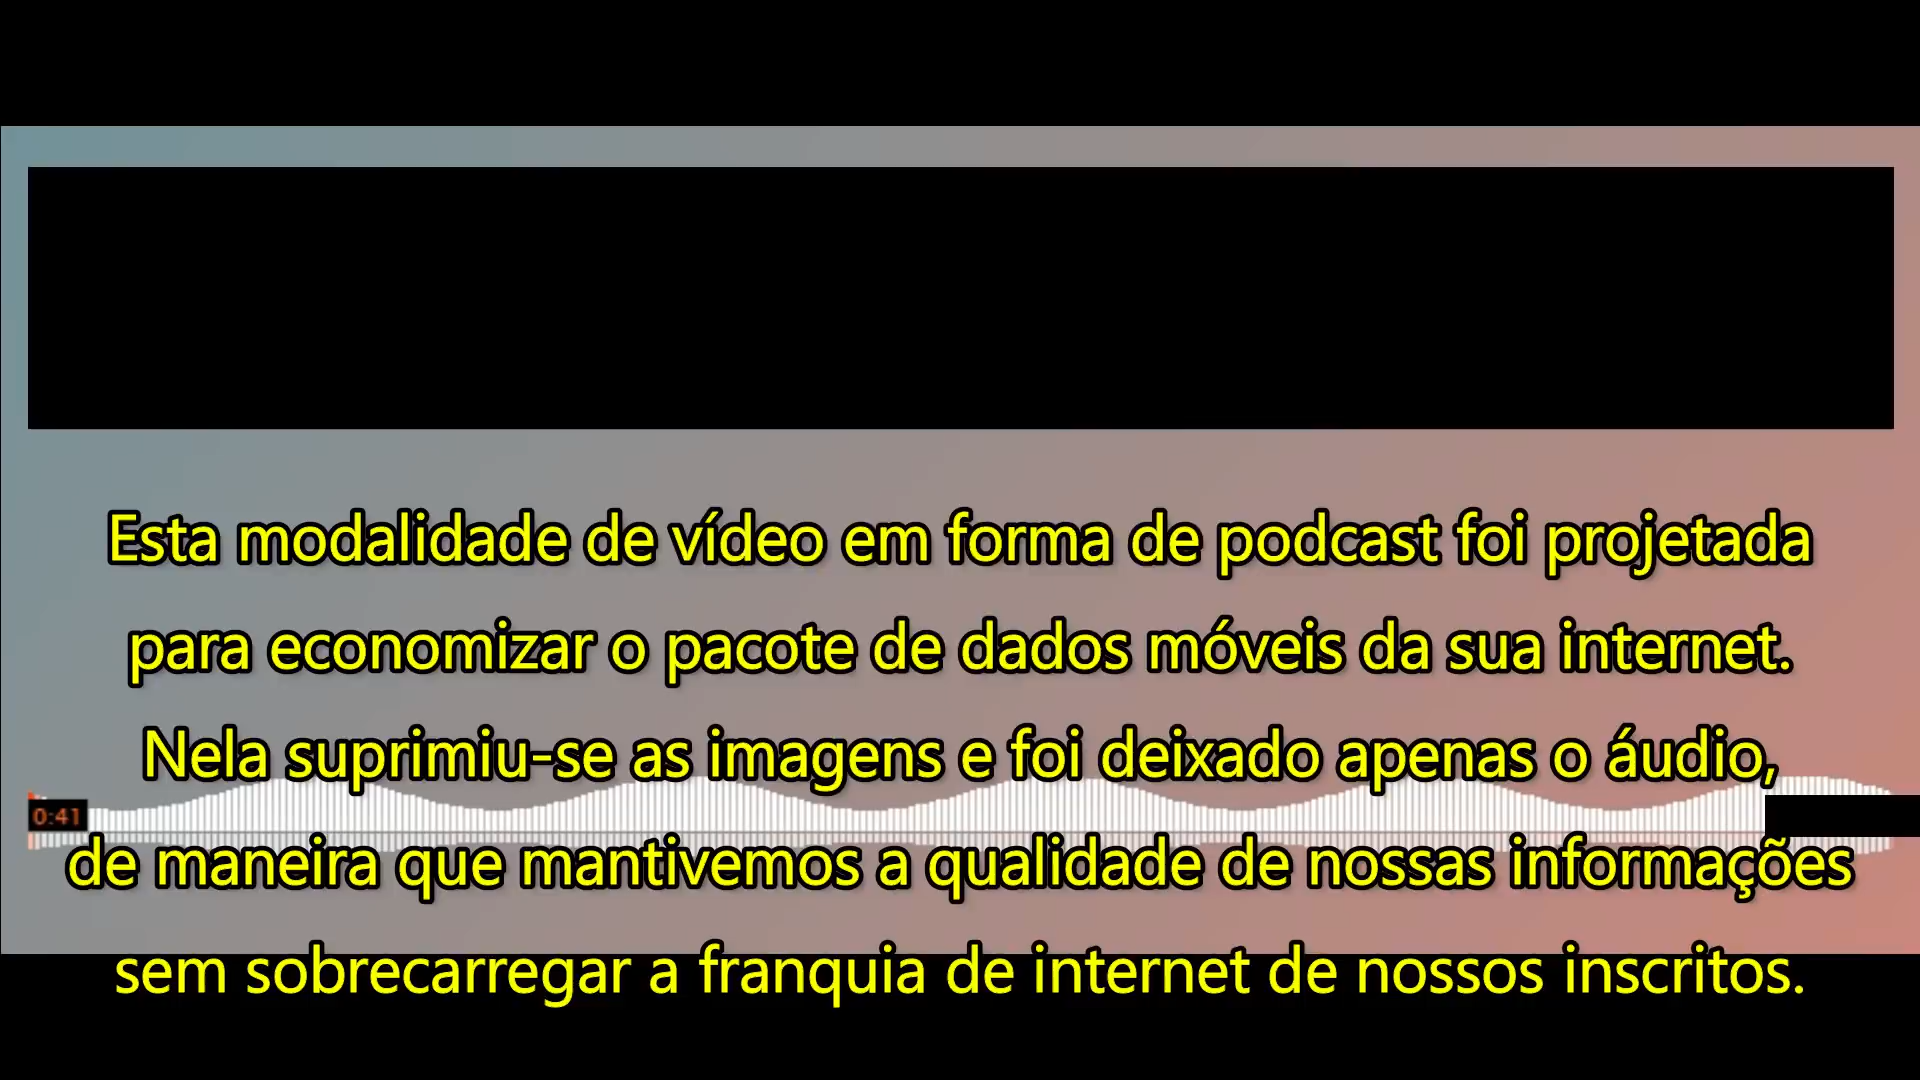 Esta modalidade de vídeo em forma de podcast foi projetada
para economizar o pacote de dados móveis da sua internet.
Nela suprimiu-se as imagens e foi deixado apenas o áudio,
0:41
de maneira que mantivemos a qualidade de nossas informações
sem sobrecarregar a franquia de internet de nossos inscritos.